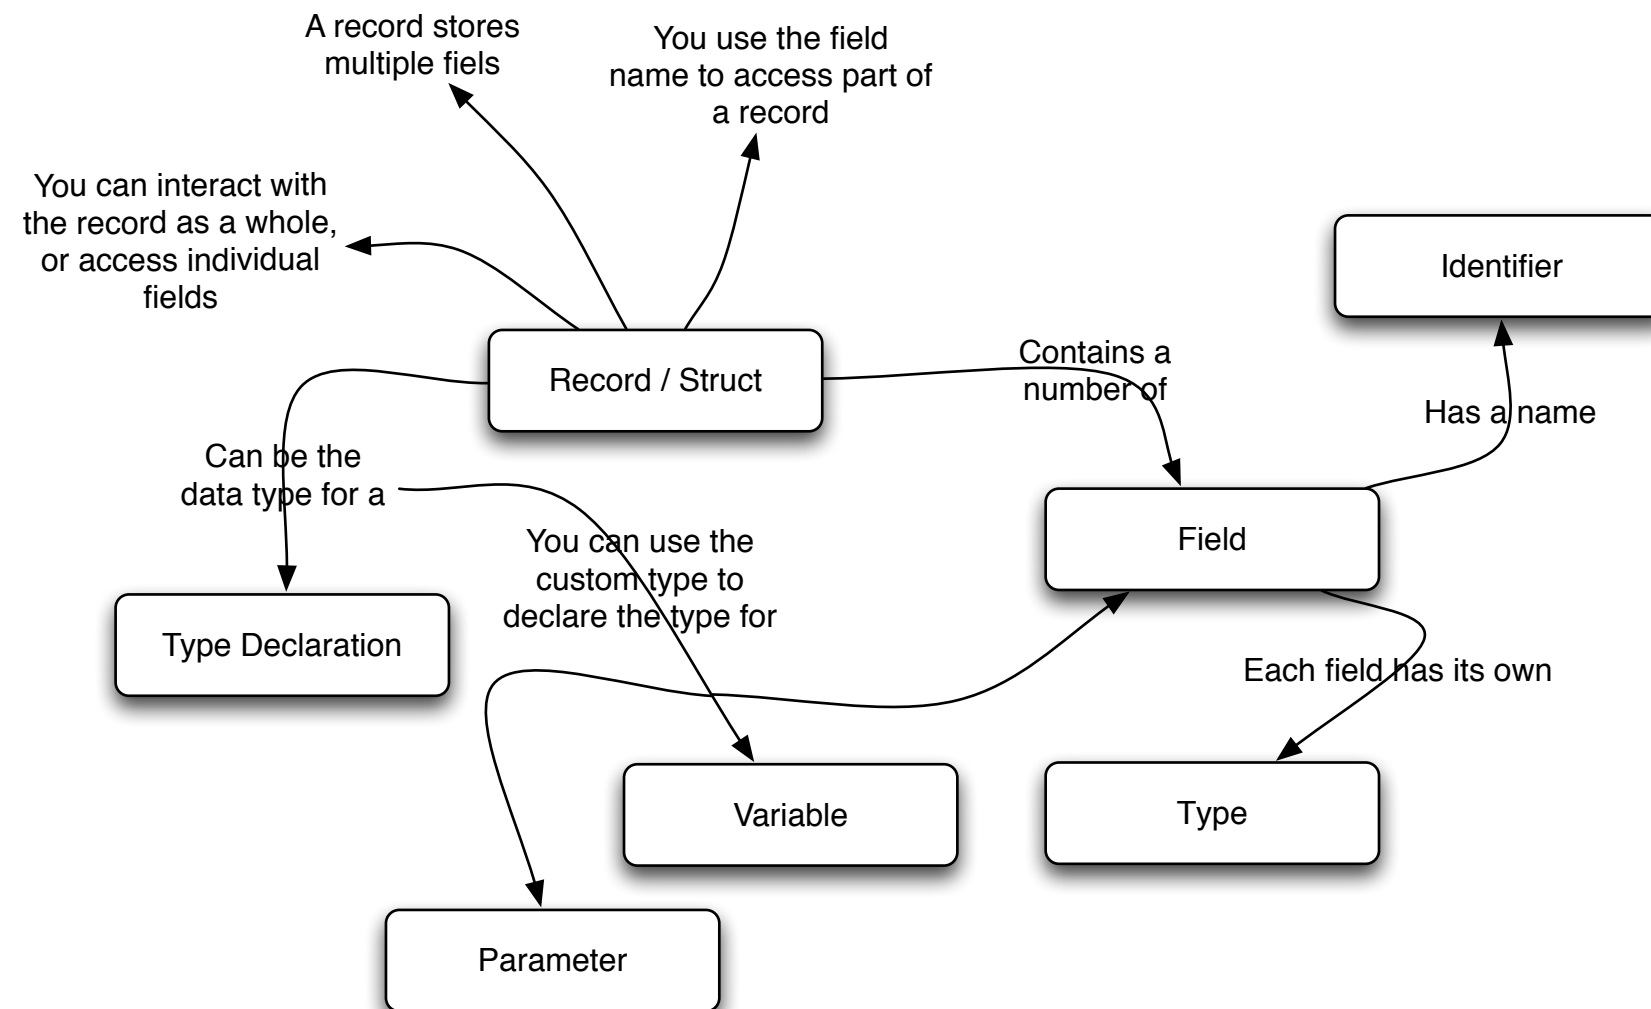 A record stores
multiple fiels
You use the field
name to access part of
a record
You can interact with
the record as a whole,
or access individual
fields
Identifier
Record / Struct
Contains a
number of
Has a name
Can be the
data type for a
Field
You can use the
custom type to
declare the type for
Type Declaration
Each field has its own
Variable
Type
Parameter